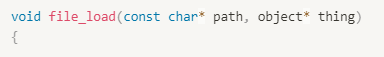 void file_load(const char* path, object* thing)
{